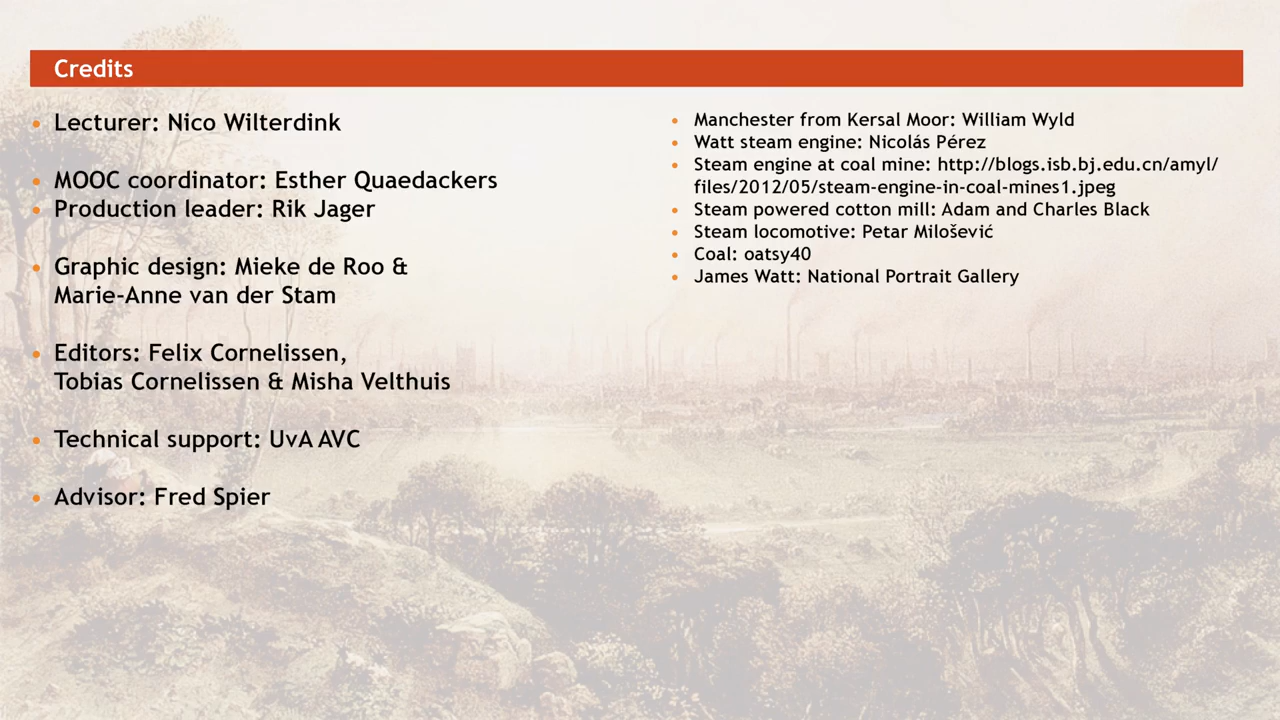 Credits
• Lecturer: Nico Wilterdink
• MOOC coordinator: Esther Quaedackers
• Production leader: Rik Jager
• Graphic design: Mieke de Roo &
Marie-Anne van der Stam
• Editors: Felix Cornelissen,
Tobias Cornelissen & Misha Velthuis
• Technical support: UvA AVC
• Advisor: Fred Spier
• Manchester from Kersal Moor: William Wyld
• Watt steam engine: Nicolás Pérez
• Steam engine at coal mine: http://blogs.isb.bj.edu.cn/amyl/
files/2012/05/steam-engine-in-coal-mines1.jpeg
• Steam powered cotton mill: Adam and Charles Black
• Steam locomotive: Petar Milošević
• Coal: oatsy40
• James Watt: National Portrait Gallery